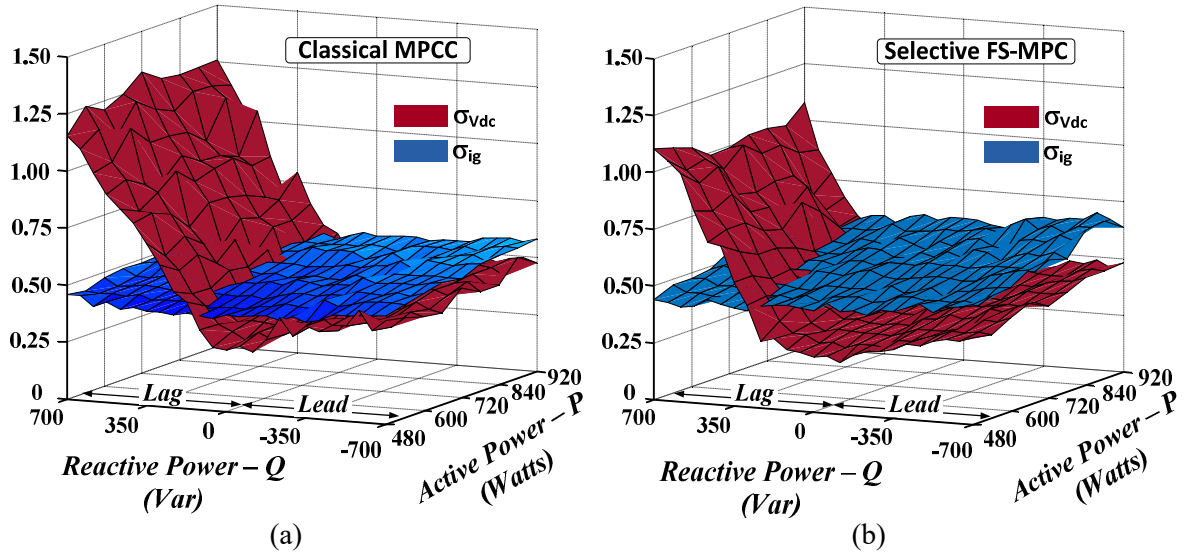 1.50
Classical MPCC
1.25
σVdc
σig
1.00
0.75
0.50
0.25
0
Lag
Lead
700
350
0
-350
-700
480
600
720
840
920
Reactive Power – Q
(Var)
Active Power – P
(Watts)
(a)
1.50
Selective FS-MPC
1.25
σVdc
σig
1.00
0.75
0.50
0.25
0
Lag
Lead
700
350
0
-350
-700
480
600
720
840
920
Reactive Power – Q
(Var)
Active Power – P
(Watts)
(b)